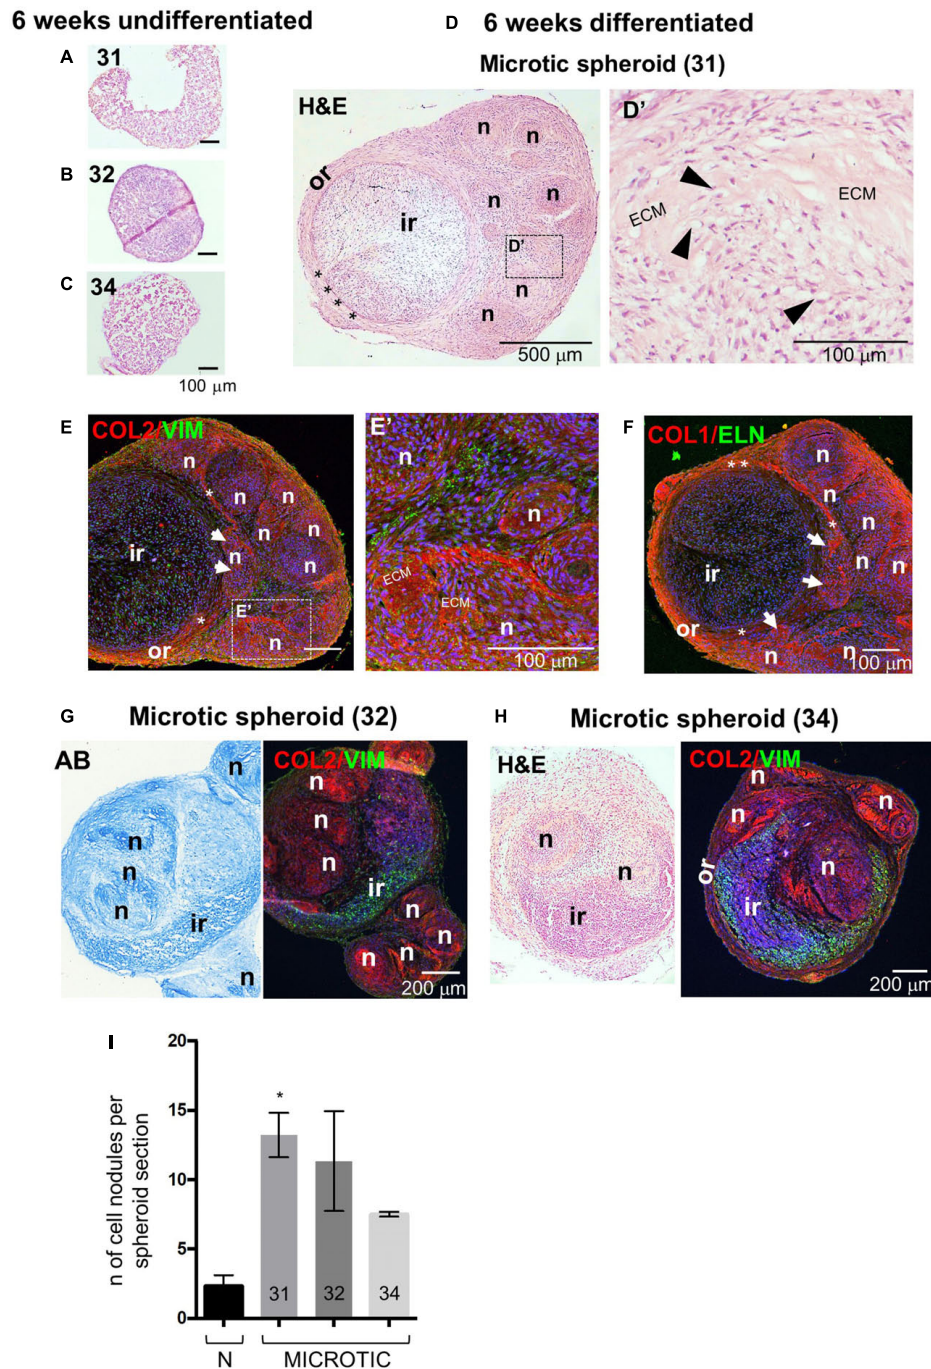 6 weeks undifferentiated
A
31
B
32
C
34
100 μm
D 6 weeks differentiated
Microtic spheroid (31)
H&E
or
ir
n
n
n
n
D'
n
n
*
*
*
*
500 μm
D'
ECM
ECM
100 μm
E
COL2/VIM
n
*
n
n
n
n
n
n
ir
E'
*
n
or
E'
n
n
ECM
ECM
n
100 μm
F
COL1/ELN
**
n
n
*
n
n
ir
or
*
n
n
100 μm
G Microtic spheroid (32)
AB
n
n
n
n
ir
n
COL2/VIM
n
n
n
ir
n
n
n
n
200 μm
H Microtic spheroid (34)
H&E
n
n
ir
COL2/VIM
n
n
n
n
or
ir
200 μm
I
n of cell nodules per
spheroid section
20
15
10
5
0
*
31
32
34
N
MICROTIC